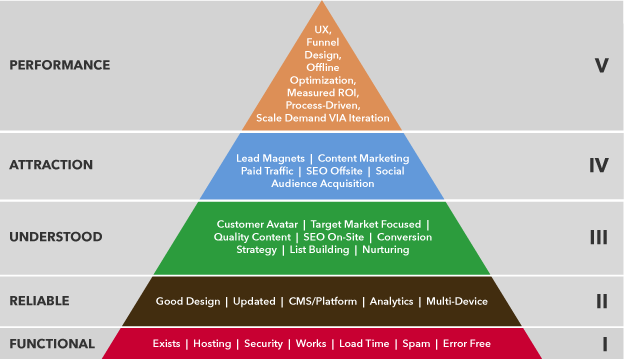 UX,
Funnel
Design,
Offline
Optimization,
PERFORMANCE
V
Measured ROI,
Process-Driven,
Scale Demand VIA Iteration
Lead Magnets | Content Marketing
ATTRACTION
Paid Traffic | SEO Offsite | Social
IV
Audience Acquisition
Customer Avatar | Target Market Focused |
UNDERSTOOD
Quality Content | SEO On-Site | Conversion
III
Strategy | List Building | Nurturing
RELIABLE
Good Design | Updated | CMS/Platform | Analytics | Multi-Device
II
FUNCTIONAL
Exists | Hosting | Security | Works | Load Time | Spam | Error Free
I